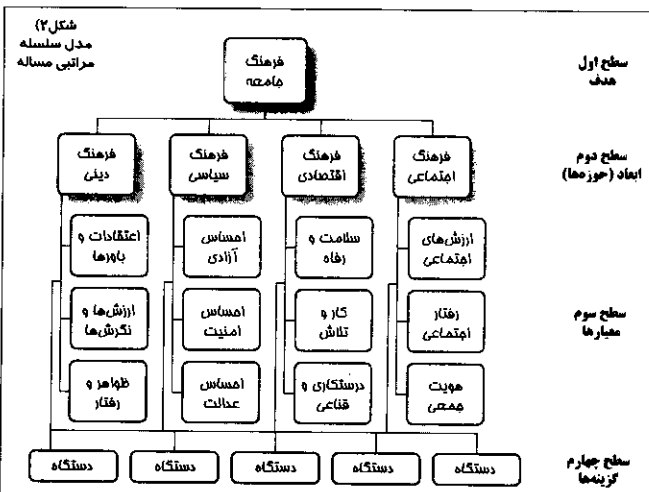 شکل۲)
مدل سلسله
مراتبی مساله
سطح اول
هدف
فرهنگ
جامعه
سطح دوم
ابعاد (حوزه‌ها)
فرهنگ
اجتماعی
فرهنگ
اقتصادی
فرهنگ
سیاسی
فرهنگ
دینی
سطح سوم
معیارها
ارزش‌های
اجتماعی
سلامت و
رفاه
احساس
آزادی
اعتقادات و
باورها
رفتار
اجتماعی
کار و
تلاش
احساس
امنیت
ارزش‌ها و
نگرش‌ها
هویت
جمعی
درستکاری و
قناعی
احساس
عدالت
ظواهر و
رفتار
سطح چهارم
گزینه‌ها
دستگاه
دستگاه
دستگاه
دستگاه
دستگاه